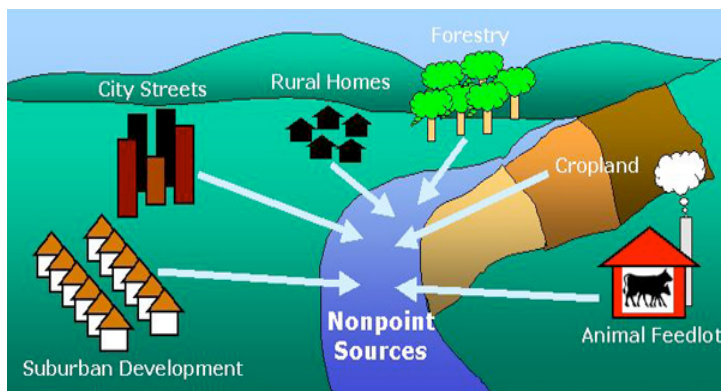 Forestry
City Streets
Rural Homes
Cropland
Nonpoint
Sources
Animal Feedlot
Suburban Development